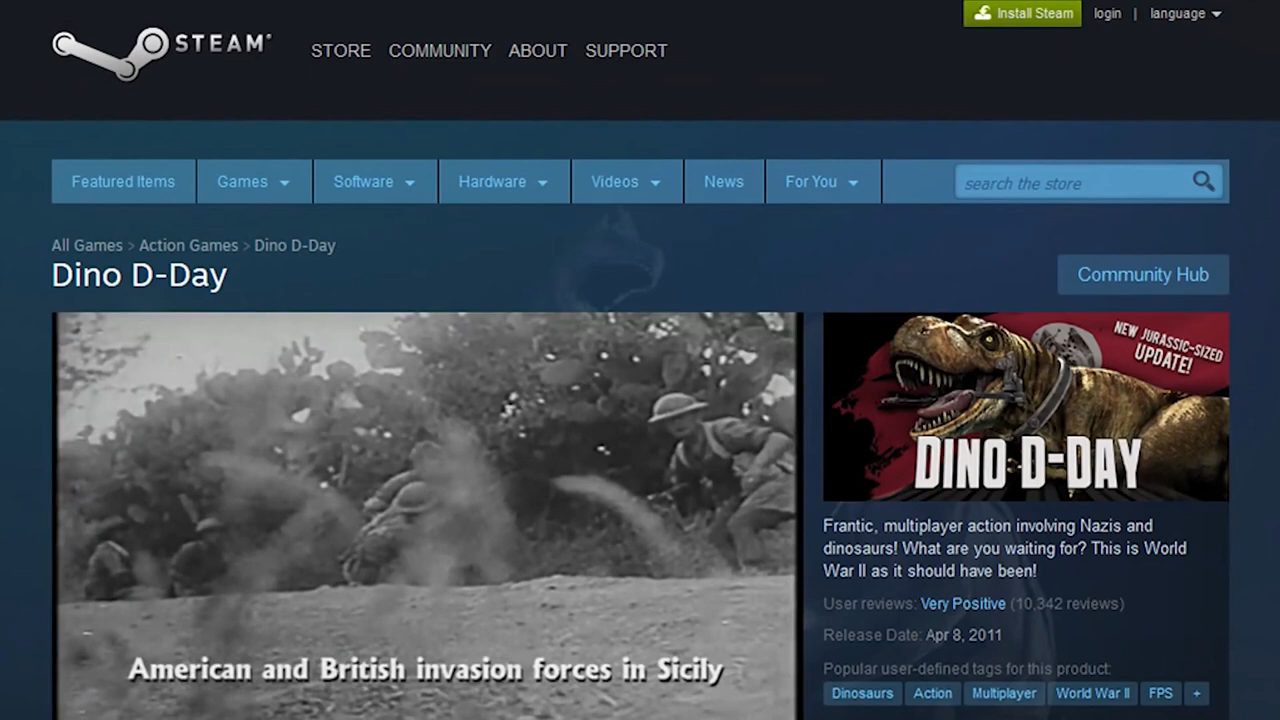 Install Steam login | language
STEAM®
STORE COMMUNITY ABOUT SUPPORT
Featured Items Games Software Hardware Videos News For You search the store
All Games > Action Games > Dino D-Day
Dino D-Day
Community Hub
NEW JURASSIC-SIZED
UPDATE!
DINO D-DAY
Frantic, multiplayer action involving Nazis and
dinosaurs! What are you waiting for? This is World
War II as it should have been!
User reviews: Very Positive (10,342 reviews)
Release Date: Apr 8, 2011
Popular user-defined tags for this product:
Dinosaurs Action Multiplayer World War II FPS +
American and British invasion forces in Sicily